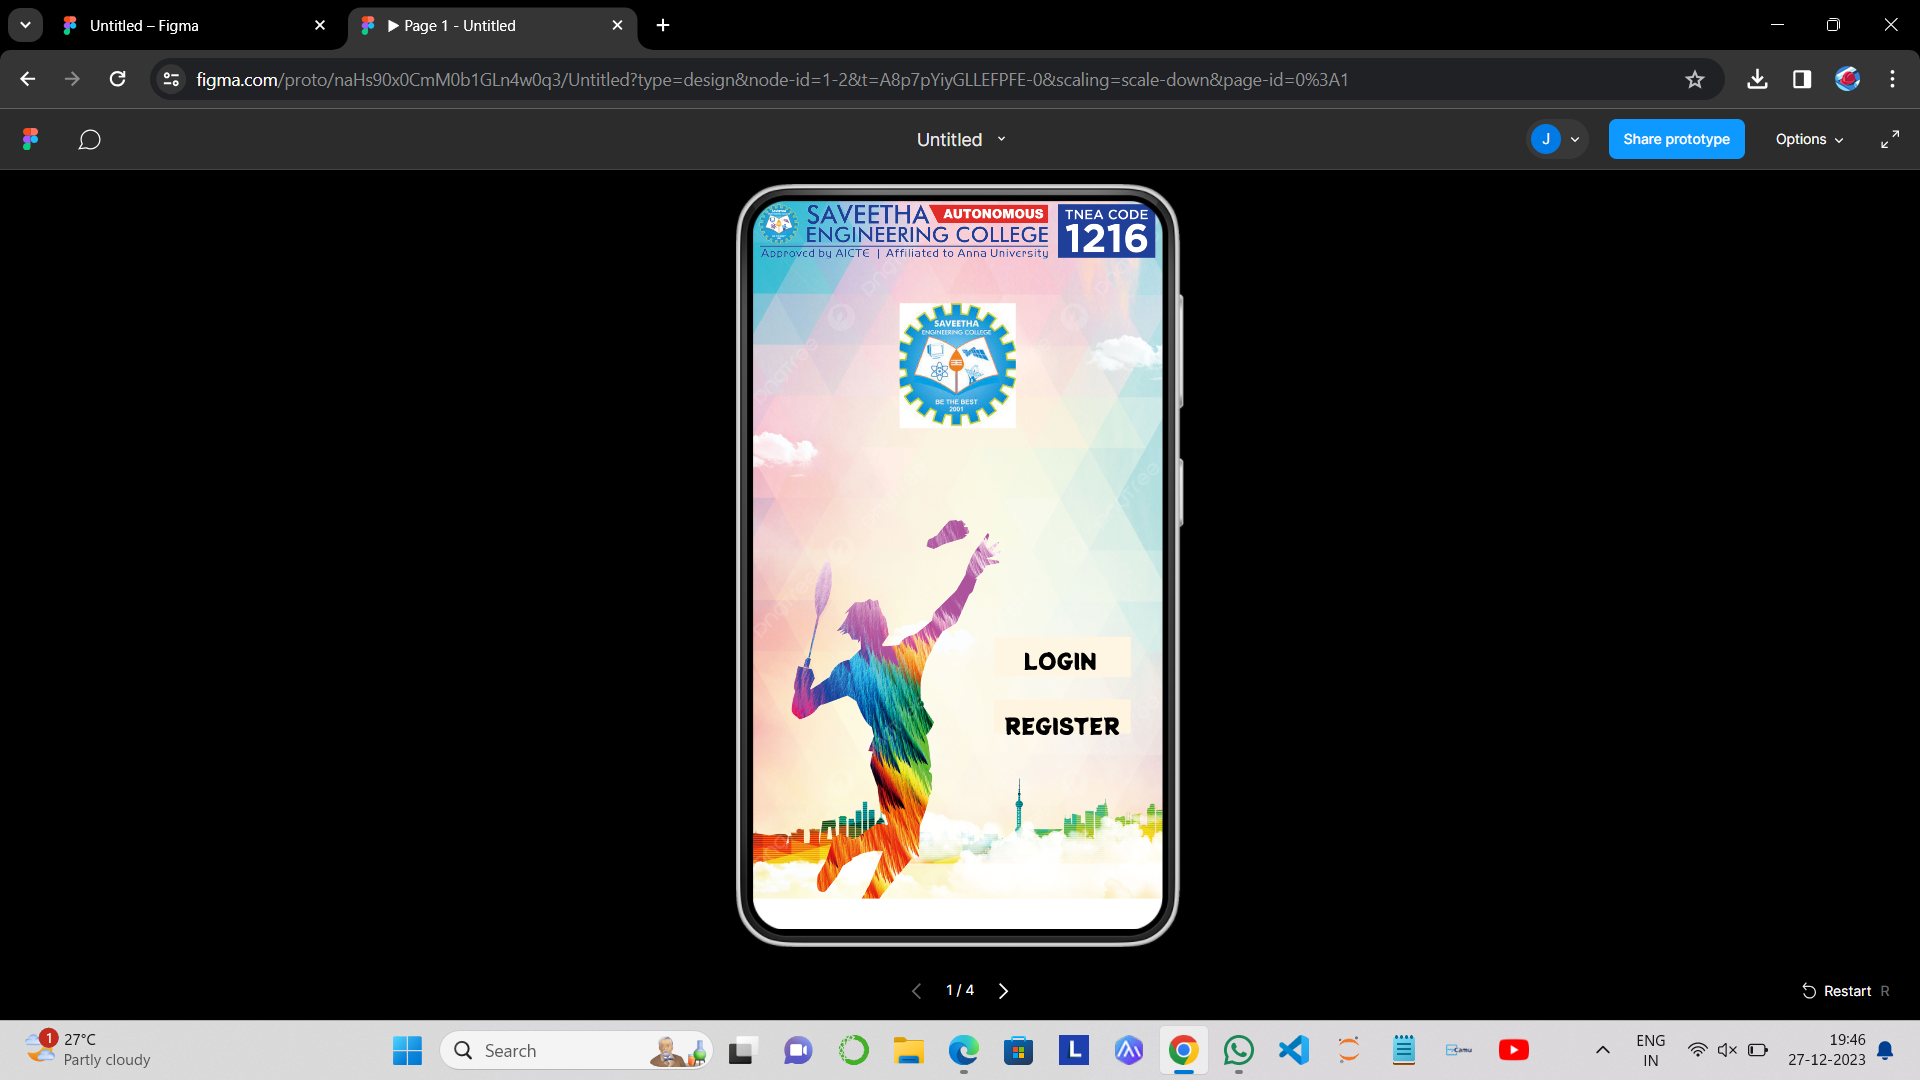 Untitled – Figma
Page 1 - Untitled
figma.com/proto/naHs90x0CmM0b1GLn4w0q3/Untitled?type=design&node-id=1-2&t=A8p7pYiyGLLEFPFE-0&scaling=scale-down&page-id=0%3A1
Untitled
J
Share prototype
Options
SAVEETHA AUTONOMOUS
ENGINEERING COLLEGE
Approved by AICTE | Affiliated to Anna University
TNEA CODE
1216
SAVEETHA
ENGINEERING COLLEGE
BE THE BEST
2001
LOGIN
REGISTER
1 / 4
Restart R
1
27°C
Partly cloudy
Search
L
ENG
IN
19:46
27-12-2023